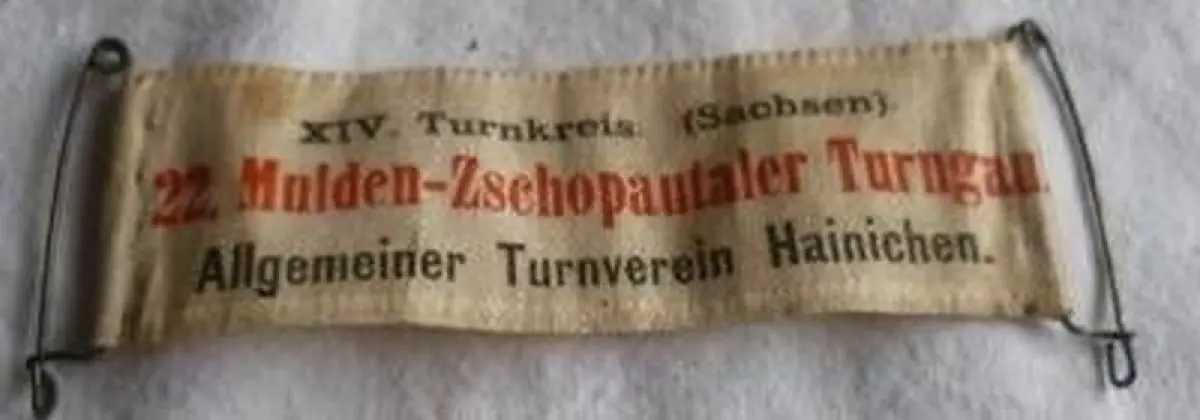 XIV. Turnkreis. (Sachsen).
22. Mulden-Zschopautaler Turngau.
Allgemeiner Turnverein Hainichen.